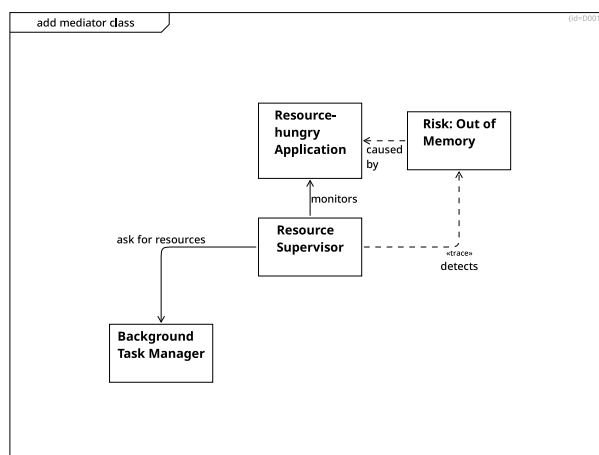 add mediator class
{id=D001
Resource-
hungry
Application
Risk: Out of
Memory
caused
by
monitors
Resource
Supervisor
ask for resources
«trace»
detects
Background
Task Manager